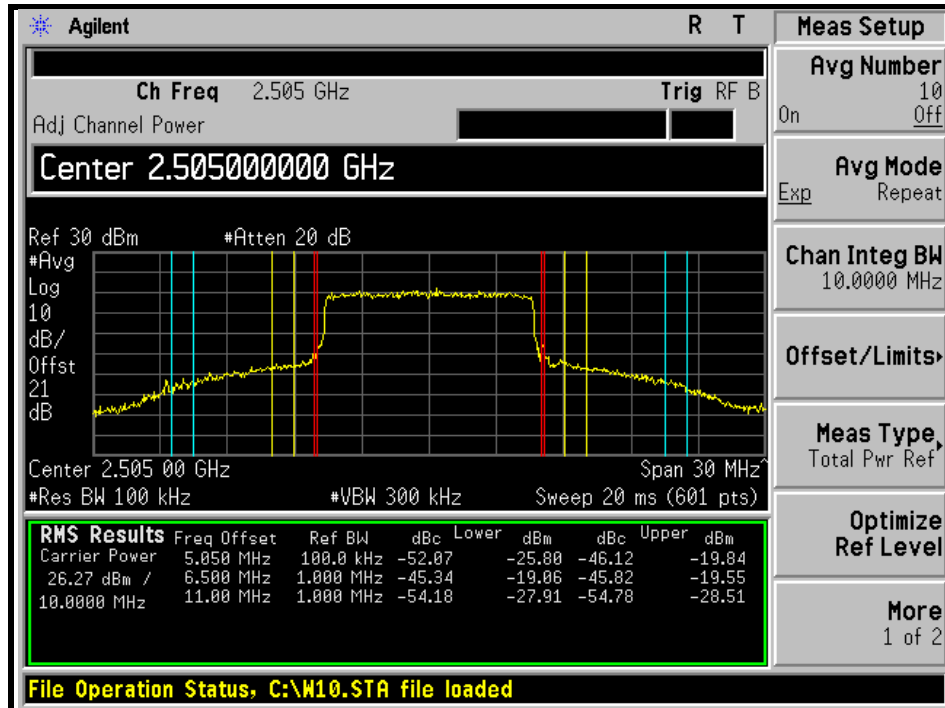 Agilent R T
Ch Freq 2.505 GHz Trig RF B
Adj Channel Power
Center 2.505000000 GHz
Ref 30 dBm #Atten 20 dB
#Avg
Log
10
dB/
Offst
21
dB
Center 2.505 00 GHz Span 30 MHz^
#Res BW 100 kHz #VBW 300 kHz Sweep 20 ms (601 pts)
RMS Results Freq Offset Ref BW dBc Lower dBm dBc Upper dBm
Carrier Power 5.050 MHz 100.0 kHz -52.07 -25.80 -46.12 -19.84
26.27 dBm / 6.500 MHz 1.000 MHz -45.34 -19.06 -45.82 -19.55
10.0000 MHz 11.00 MHz 1.000 MHz -54.18 -27.91 -54.78 -28.51
File Operation Status, C:\W10.STA file loaded
Meas Setup
Avg Number
10
On Off
Avg Mode
Exp Repeat
Chan Integ BW
10.0000 MHz
Offset/Limits
Meas Type
Total Pwr Ref
Optimize
Ref Level
More
1 of 2